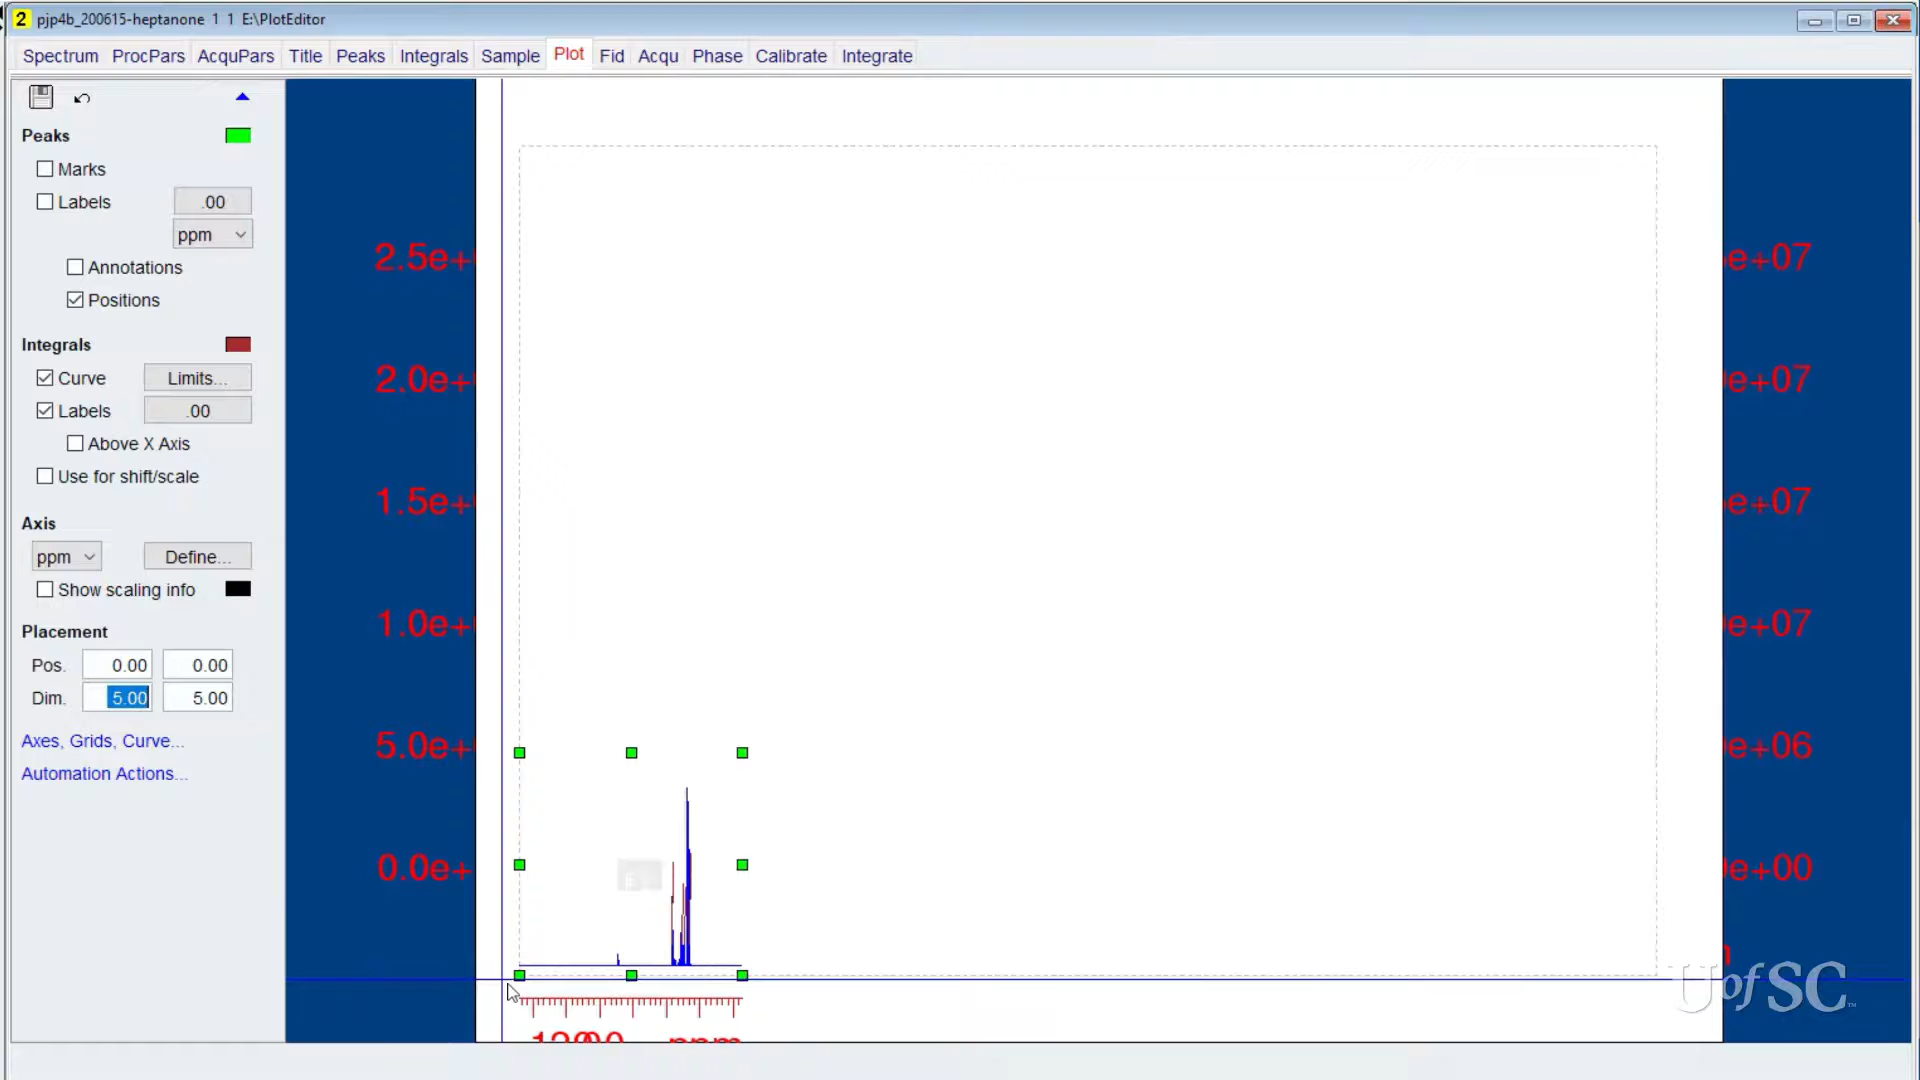 2 pjp4b_200615-heptanone 1 1 E:\PlotEditor
Spectrum ProcPars AcquPars Title Peaks Integrals Sample Plot Fid Acqu Phase Calibrate Integrate
Peaks
Marks
Labels .00
ppm
Annotations
Positions
Integrals
Curve Limits...
Labels .00
Above X Axis
Use for shift/scale
Axis
ppm Define...
Show scaling info
Placement
Pos. 0.00 0.00
Dim. 5.00 5.00
Axes, Grids, Curve...
Automation Actions...
2.5e+
2.0e+
1.5e+
1.0e+
5.0e+
0.0e+
e+07
e+07
e+07
e+07
e+06
e+00
ppm
UofSC